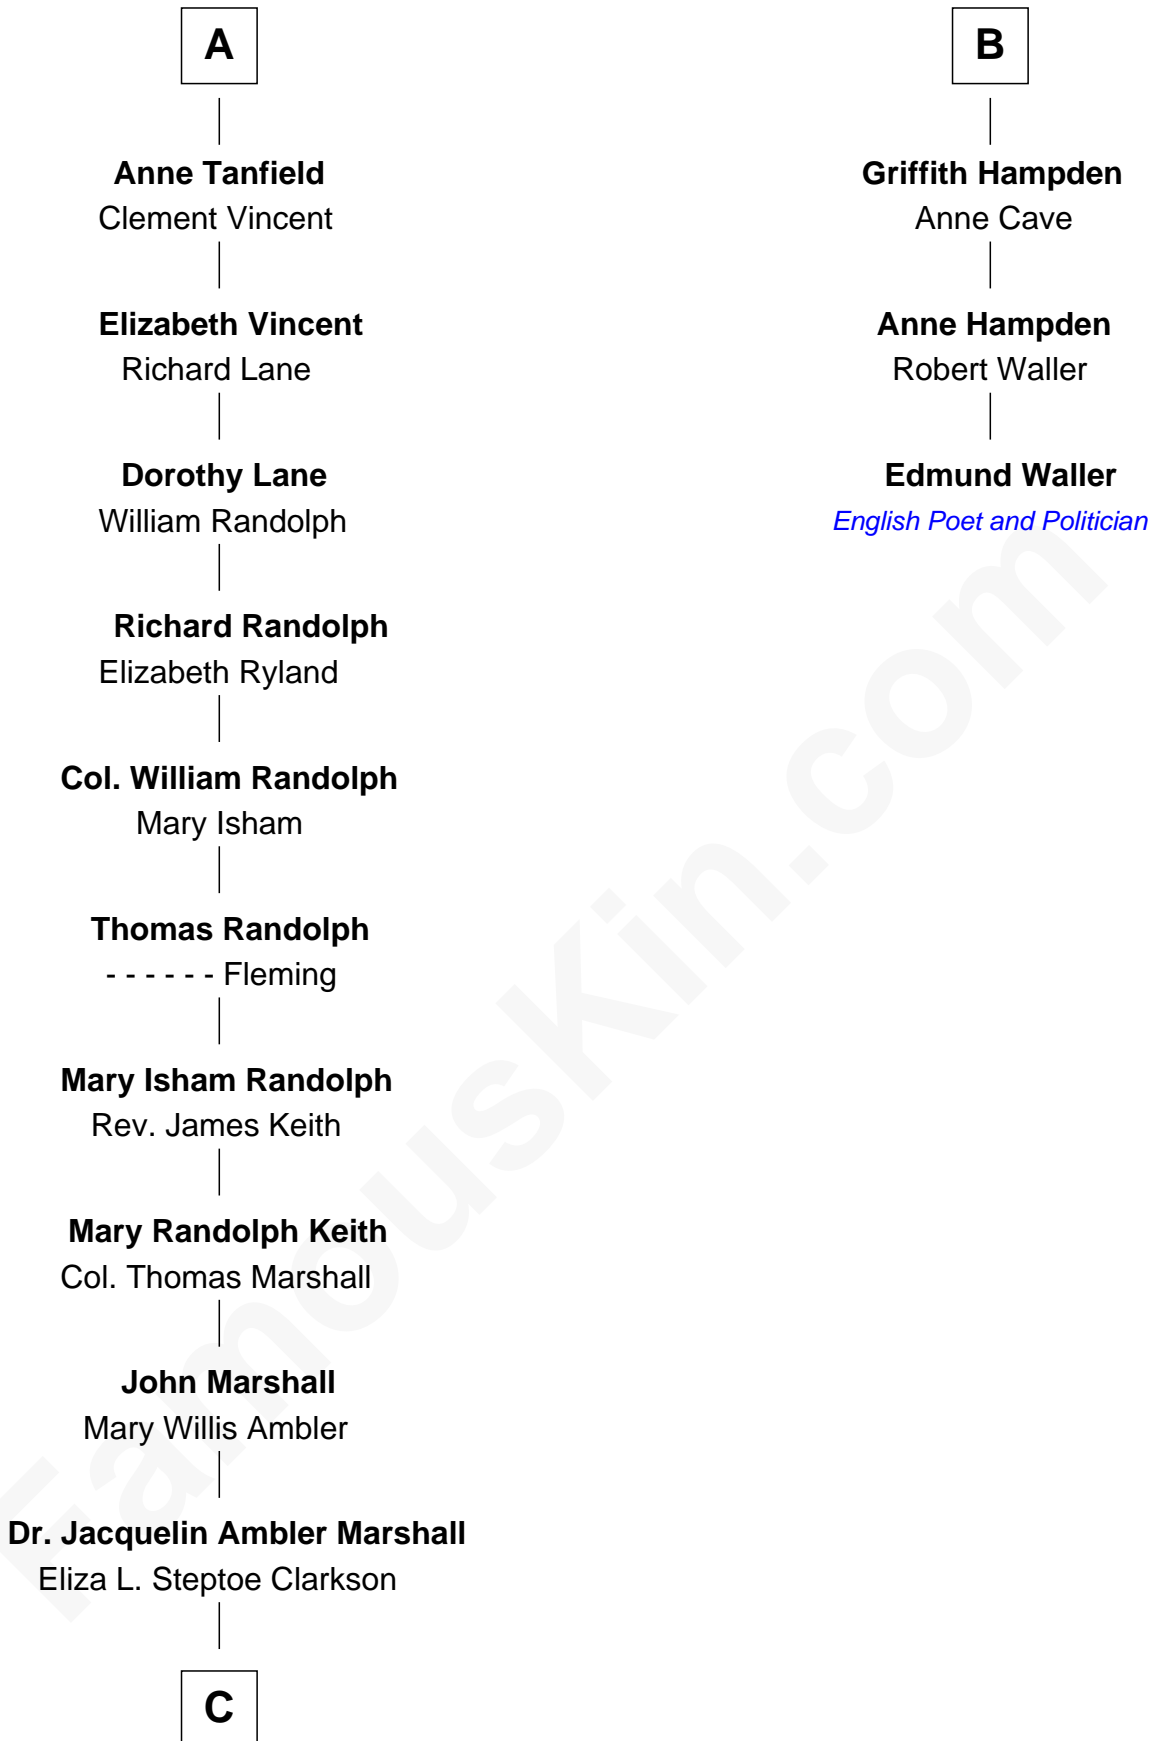 A
Anne Tanfield
Clement Vincent
Elizabeth Vincent
Richard Lane
Dorothy Lane
William Randolph
Richard Randolph
Elizabeth Ryland
Col. William Randolph
Mary Isham
Thomas Randolph
- - - - - - Fleming
Mary Isham Randolph
Rev. James Keith
Mary Randolph Keith
Col. Thomas Marshall
John Marshall
Mary Willis Ambler
Dr. Jacquelin Ambler Marshall
Eliza L. Steptoe Clarkson
C
B
Griffith Hampden
Anne Cave
Anne Hampden
Robert Waller
Edmund Waller
English Poet and Politician
FamousKin.com